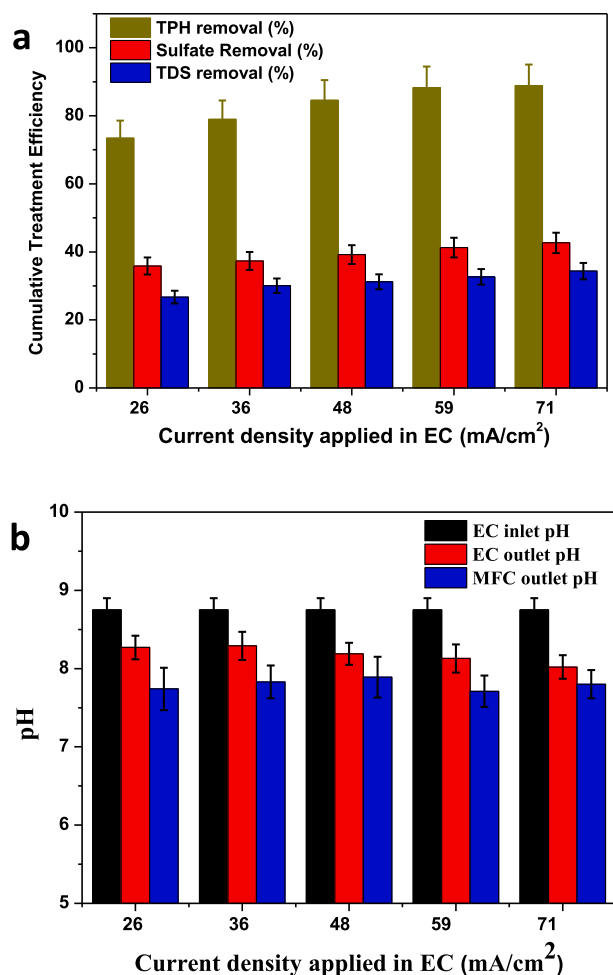 a
TPH removal (%)
Sulfate Removal (%)
TDS removal (%)
Cumulative Treatment Efficiency
100
80
60
40
20
0
26 36 48 59 71
Current density applied in EC (mA/cm²)
b
EC inlet pH
EC outlet pH
MFC outlet pH
pH
10
9
8
7
6
5
26 36 48 59 71
Current density applied in EC (mA/cm²)